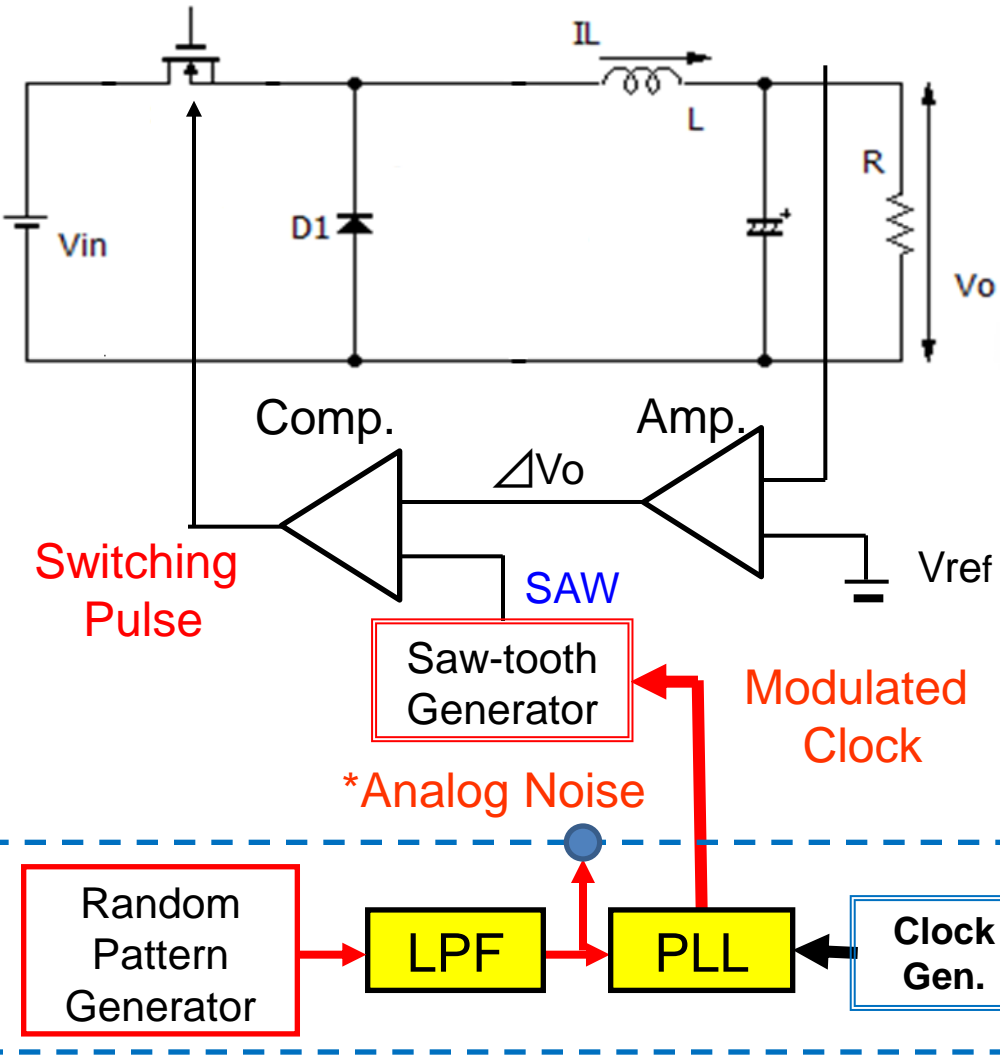 IL
L
R
D1
Vin
+
Vo
Comp.
Amp.
⊿Vo
Switching
Pulse
SAW
Vref
Saw-tooth
Generator
Modulated
Clock
*Analog Noise
Random
Pattern
Generator
LPF
PLL
Clock
Gen.